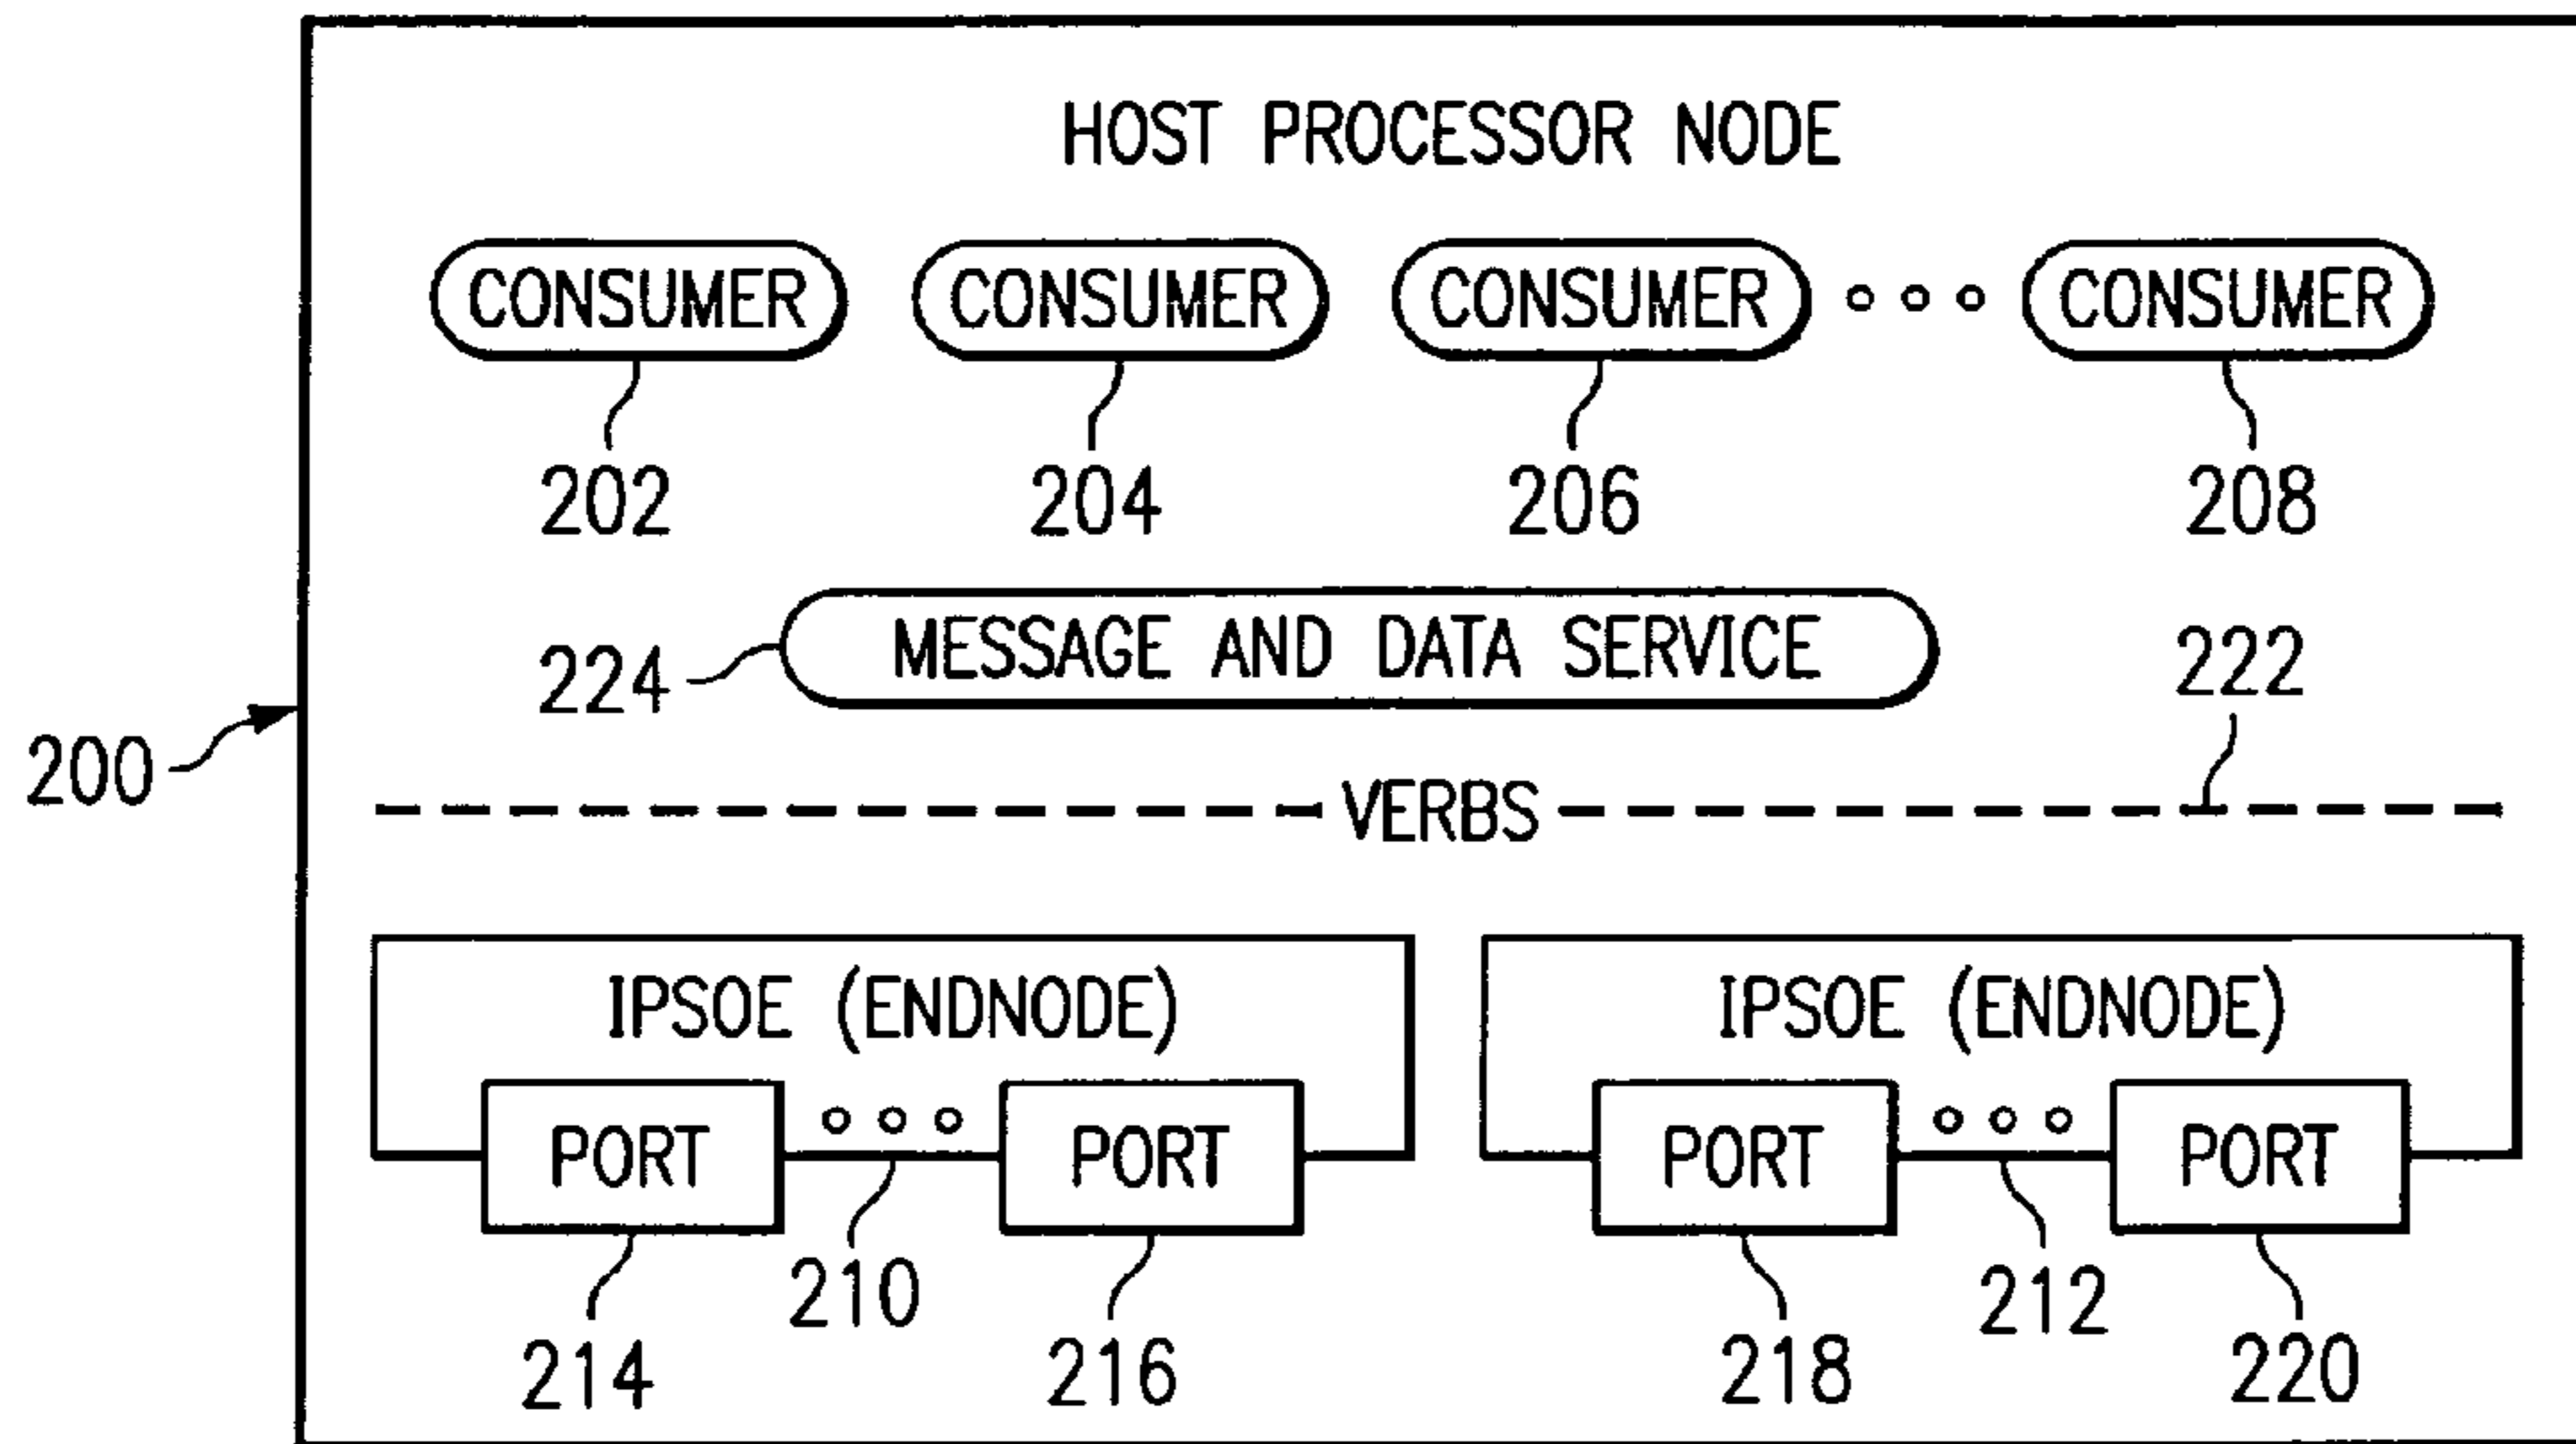 HOST PROCESSOR NODE
CONSUMER CONSUMER CONSUMER CONSUMER
202 204 206 208
MESSAGE AND DATA SERVICE
224 222
200
VERBS
IPSOE (ENDNODE) IPSOE (ENDNODE)
PORT PORT PORT PORT
210 212
214 216 218 220